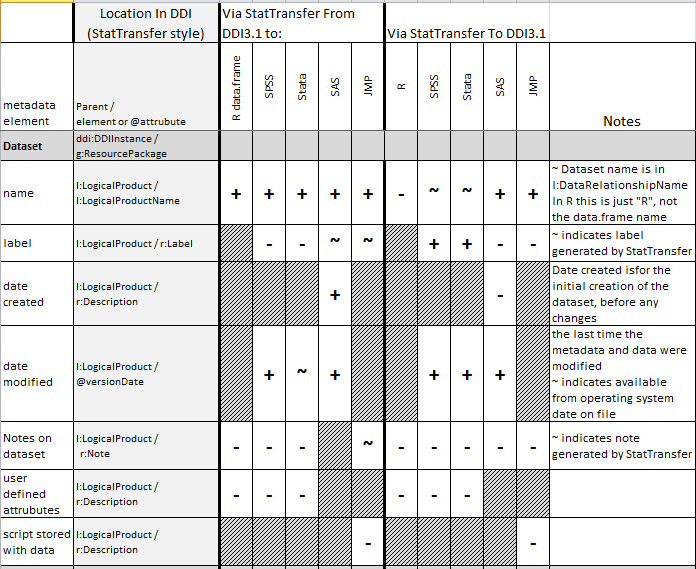 Location In DDI
(StatTransfer style)
Via StatTransfer From
DDI3.1 to:
Via StatTransfer To DDI3.1
metadata
element
Parent /
element or @attrubute
R data.frame
SPSS
Stata
SAS
JMP
R
SPSS
Stata
SAS
JMP
Notes
Dataset
ddi:DDIInstance /
g:ResourcePackage
name
l:LogicalProduct /
l:LogicalProductName
+ + + + + - ~ ~ + +
~ Dataset name is in
l:DataRelationshipName
In R this is just "R", not
the data.frame name
label
l:LogicalProduct / r:Label
- - ~ ~ + + - -
~ indicates label
generated by StatTransfer
date
created
l:LogicalProduct /
r:Description
+ -
Date created isfor the
initial creation of the
dataset, before any
changes
date
modified
l:LogicalProduct /
@versionDate
+ ~ + + + +
the last time the
metadata and data were
modified
~ indicates available
from operating system
date on file
Notes on
dataset
l:LogicalProduct /
r:Note
- - - ~ - - - - -
~ indicates note
generated by StatTransfer
user
defined
attrubutes
l:LogicalProduct /
r:Description
- - - - - -
script stored
with data
l:LogicalProduct /
r:Description
- -